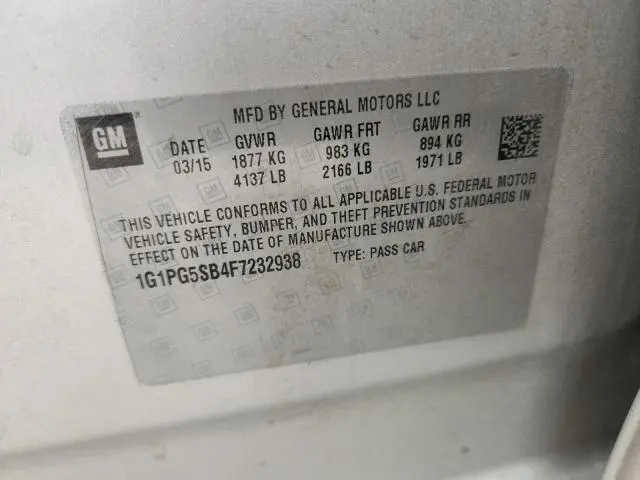 GM
MFD BY GENERAL MOTORS LLC
DATE GVWR GAWR FRT GAWR RR
03/15 1877 KG 983 KG 894 KG
4137 LB 2166 LB 1971 LB
THIS VEHICLE CONFORMS TO ALL APPLICABLE U.S. FEDERAL MOTOR
VEHICLE SAFETY, BUMPER, AND THEFT PREVENTION STANDARDS IN
EFFECT ON THE DATE OF MANUFACTURE SHOWN ABOVE.
1G1PG5SB4F7232938 TYPE: PASS CAR